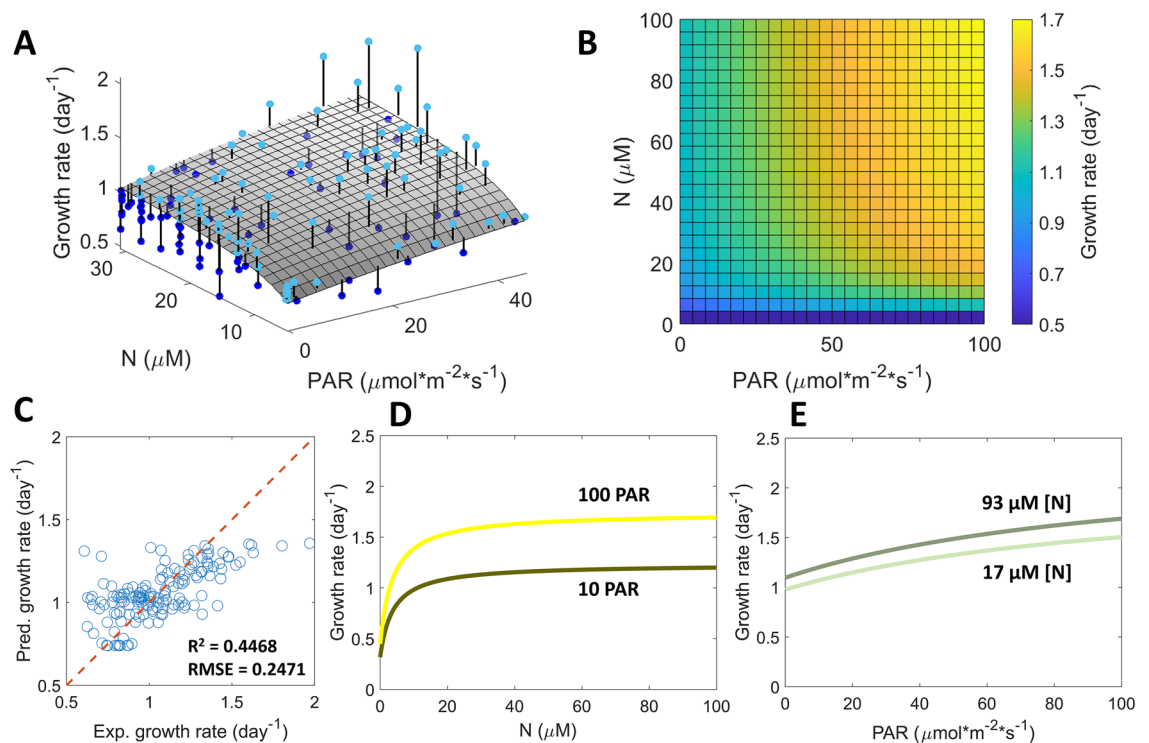 A
Growth rate (day-1)
2
1.5
1
0.5
30
20
10
N (μM)
0
20
40
PAR (μmol*m-2*s-1)
B
N (μM)
100
80
60
40
20
0
0
50
100
PAR (μmol*m-2*s-1)
1.7
1.5
1.3
1.1
0.9
0.7
0.5
Growth rate (day-1)
C
Pred. growth rate (day-1)
2
1.5
1
0.5
0.5
1
1.5
2
R2 = 0.4468
RMSE = 0.2471
Exp. growth rate (day-1)
D
Growth rate (day-1)
2.5
2
1.5
1
0.5
0
100 PAR
10 PAR
0
20
40
60
80
100
N (μM)
E
Growth rate (day-1)
2.5
2
1.5
1
0.5
0
93 μM [N]
17 μM [N]
0
20
40
60
80
100
PAR (μmol*m-2*s-1)